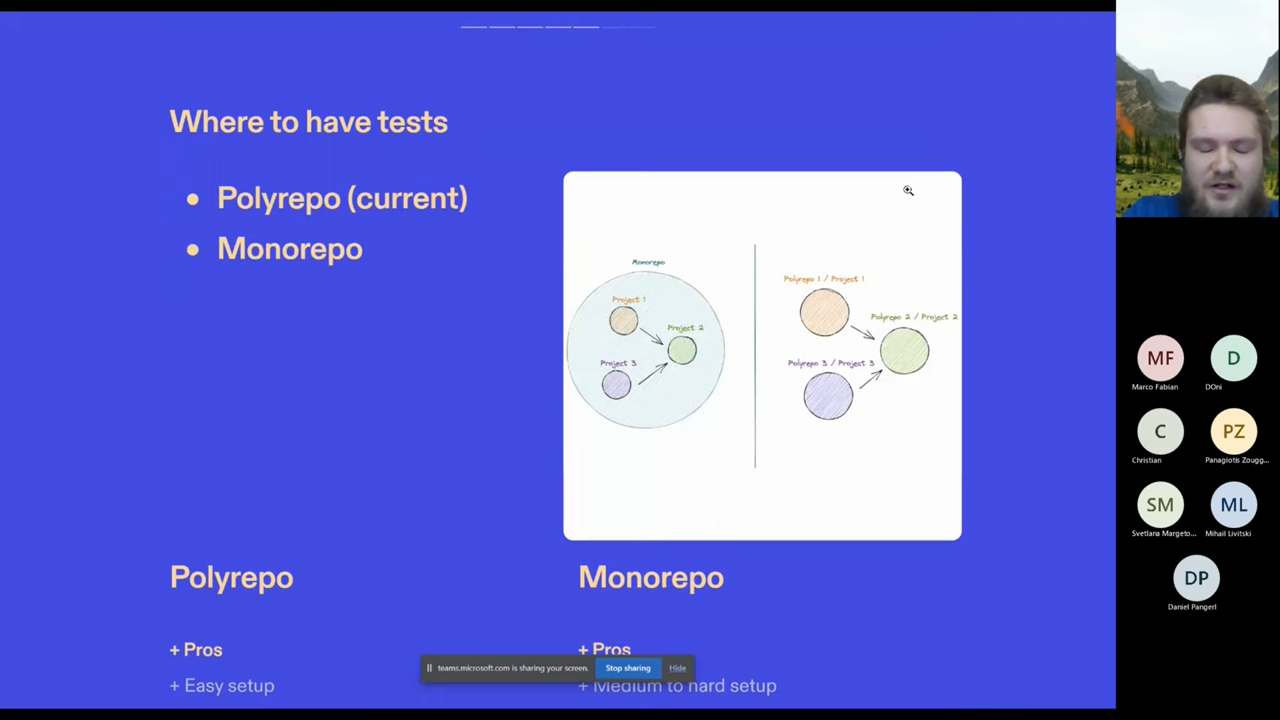 Where to have tests
Polyrepo (current)
Monorepo
Monorepo
Project 1
Project 2
Project 3
Polyrepo 1 / Project 1
Polyrepo 2 / Project 2
Polyrepo 3 / Project 3
Polyrepo
+ Pros
+ Easy setup
Monorepo
+ Pros
+ Medium to hard setup
teams.microsoft.com is sharing your screen.
Stop sharing
Hide
MF
Marco Fabian
D
DOni
C
Christian
PZ
Panagiotis Zougg...
SM
Svetlana Margeto...
ML
Mihail Livitski
DP
Daniel Pangerl